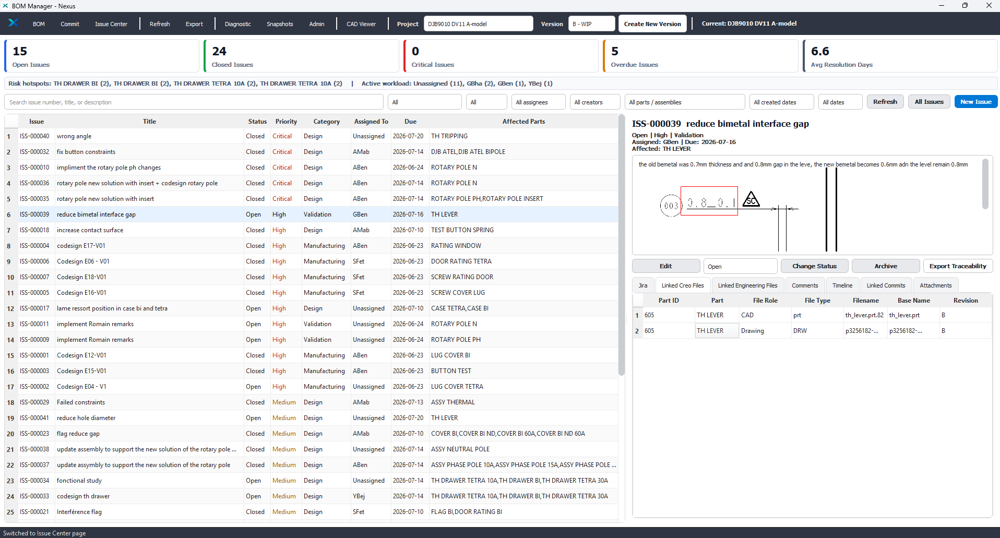 BOM Manager - Nexus
BOM Commit Issue Center Refresh Export Diagnostic Snapshots Admin CAD Viewer Project DJB9010 DV11 A-model Version B - WIP Create New Version Current: DJB9010 DV11 A-model
15 24 0 5 6.6
Open Issues Closed Issues Critical Issues Overdue Issues Avg Resolution Days
Risk hotspots: TH DRAWER BI (2), TH DRAWER BI (2), TH DRAWER TETRA 10A (2), TH DRAWER TETRA 10A (2) | Active workload: Unassigned (11), GBha (2), GBen (1), YBej (1)
Search issue number, title, or description All All All assignees All creators All parts / assemblies All created dates All dates Refresh All Issues New Issue
Issue Title Status Priority Category Assigned To Due Affected Parts
1 ISS-000040 wrong angle Closed Critical Design Unassigned 2026-07-20 TH TRIPPING
2 ISS-000032 fix button constraints Closed Critical Design AMab 2026-07-14 DJB ATEL,DJB ATEL BIPOLE
3 ISS-000010 impliment the rotary pole ph changes Closed Critical Design ABen 2026-06-24 ROTARY POLE N
4 ISS-000036 rotary pole new solution with insert + codesign rotary pole Closed Critical Design ABen 2026-07-14 ROTARY POLE N
5 ISS-000035 rotary pole new solution with insert Closed Critical Design ABen 2026-07-14 ROTARY POLE PH,ROTARY POLE INSERT
6 ISS-000039 reduce bimetal interface gap Open High Validation GBen 2026-07-16 TH LEVER
7 ISS-000018 increase contact surface Closed High Design AMab 2026-07-10 TEST BUTTON SPRING
8 ISS-000004 codesign E17-V01 Closed High Manufacturing ABen 2026-06-23 RATING WINDOW
9 ISS-000006 Codesign E06 - V01 Closed High Manufacturing SFet 2026-06-23 DOOR RATING TETRA
10 ISS-000007 Codesign E18-V01 Closed High Manufacturing SFet 2026-06-23 SCREW RATING DOOR
11 ISS-000005 Codesign E16-V01 Closed High Manufacturing SFet 2026-06-23 SCREW COVER LUG
12 ISS-000017 lame ressort position in case bi and tetra Open High Design Unassigned 2026-07-10 CASE TETRA,CASE BI
13 ISS-000011 implement Romain remarks Open High Validation Unassigned 2026-06-24 ROTARY POLE N
14 ISS-000009 implement Romain remarks Open High Validation Unassigned 2026-06-24 ROTARY POLE PH
15 ISS-000001 Codesign E12-V01 Closed High Manufacturing ABen 2026-06-23 LUG COVER BI
16 ISS-000003 Codesign E15-V01 Closed High Manufacturing ABen 2026-06-23 BUTTON TEST
17 ISS-000002 Codesign E04 - V1 Open High Manufacturing Unassigned 2026-06-23 LUG COVER TETRA
18 ISS-000029 Failed constraints Closed Medium Design AMab 2026-07-13 ASSY THERMAL
19 ISS-000041 reduce hole diameter Open Medium Design Unassigned 2026-07-20 TH LEVER
20 ISS-000023 flag reduce gap Closed Medium Design AMab 2026-07-10 COVER BI,COVER BI ND,COVER BI 60A,COVER BI ND 60A
21 ISS-000038 update assembly to support the new solution of the rotary pole ... Closed Medium Design Unassigned 2026-07-14 ASSY NEUTRAL POLE
22 ISS-000037 update assymbly to support the new solution of the rotary pole Closed Medium Design ABen 2026-07-14 ASSY PHASE POLE 10A,ASSY PHASE POLE 15A,ASSY PHASE POLE ...
23 ISS-000034 fonctional study Open Medium Design Unassigned 2026-07-14 TH DRAWER TETRA 10A,TH DRAWER BI,TH DRAWER TETRA 30A
24 ISS-000033 codesign th drawer Open Medium Design YBej 2026-07-14 TH DRAWER TETRA 10A,TH DRAWER BI,TH DRAWER TETRA 30A
25 ISS-000021 Interférence flag Closed Medium Design SFet 2026-07-10 FLAG BI,DOOR RATING BI
ISS-000039 reduce bimetal interface gap
Open | High | Validation
Assigned: GBen | Due: 2026-07-16
Affected: TH LEVER
the old bemetal was 0.7mm thickness and and 0.8mm gap in the leve, the new bemetal becomes 0.6mm adn the level remain 0.8mm
003 0.8_0.1 SC
Edit Open Change Status Archive Export Traceability
Jira Linked Creo Files Linked Engineering Files Comments Timeline Linked Commits Attachments
Part ID Part File Role File Type Filename Base Name Revision
1 605 TH LEVER CAD prt th_lever.prt.82 th_lever.prt B
2 605 TH LEVER Drawing DRW p3256182-... p3256182-... B
Switched to Issue Center page